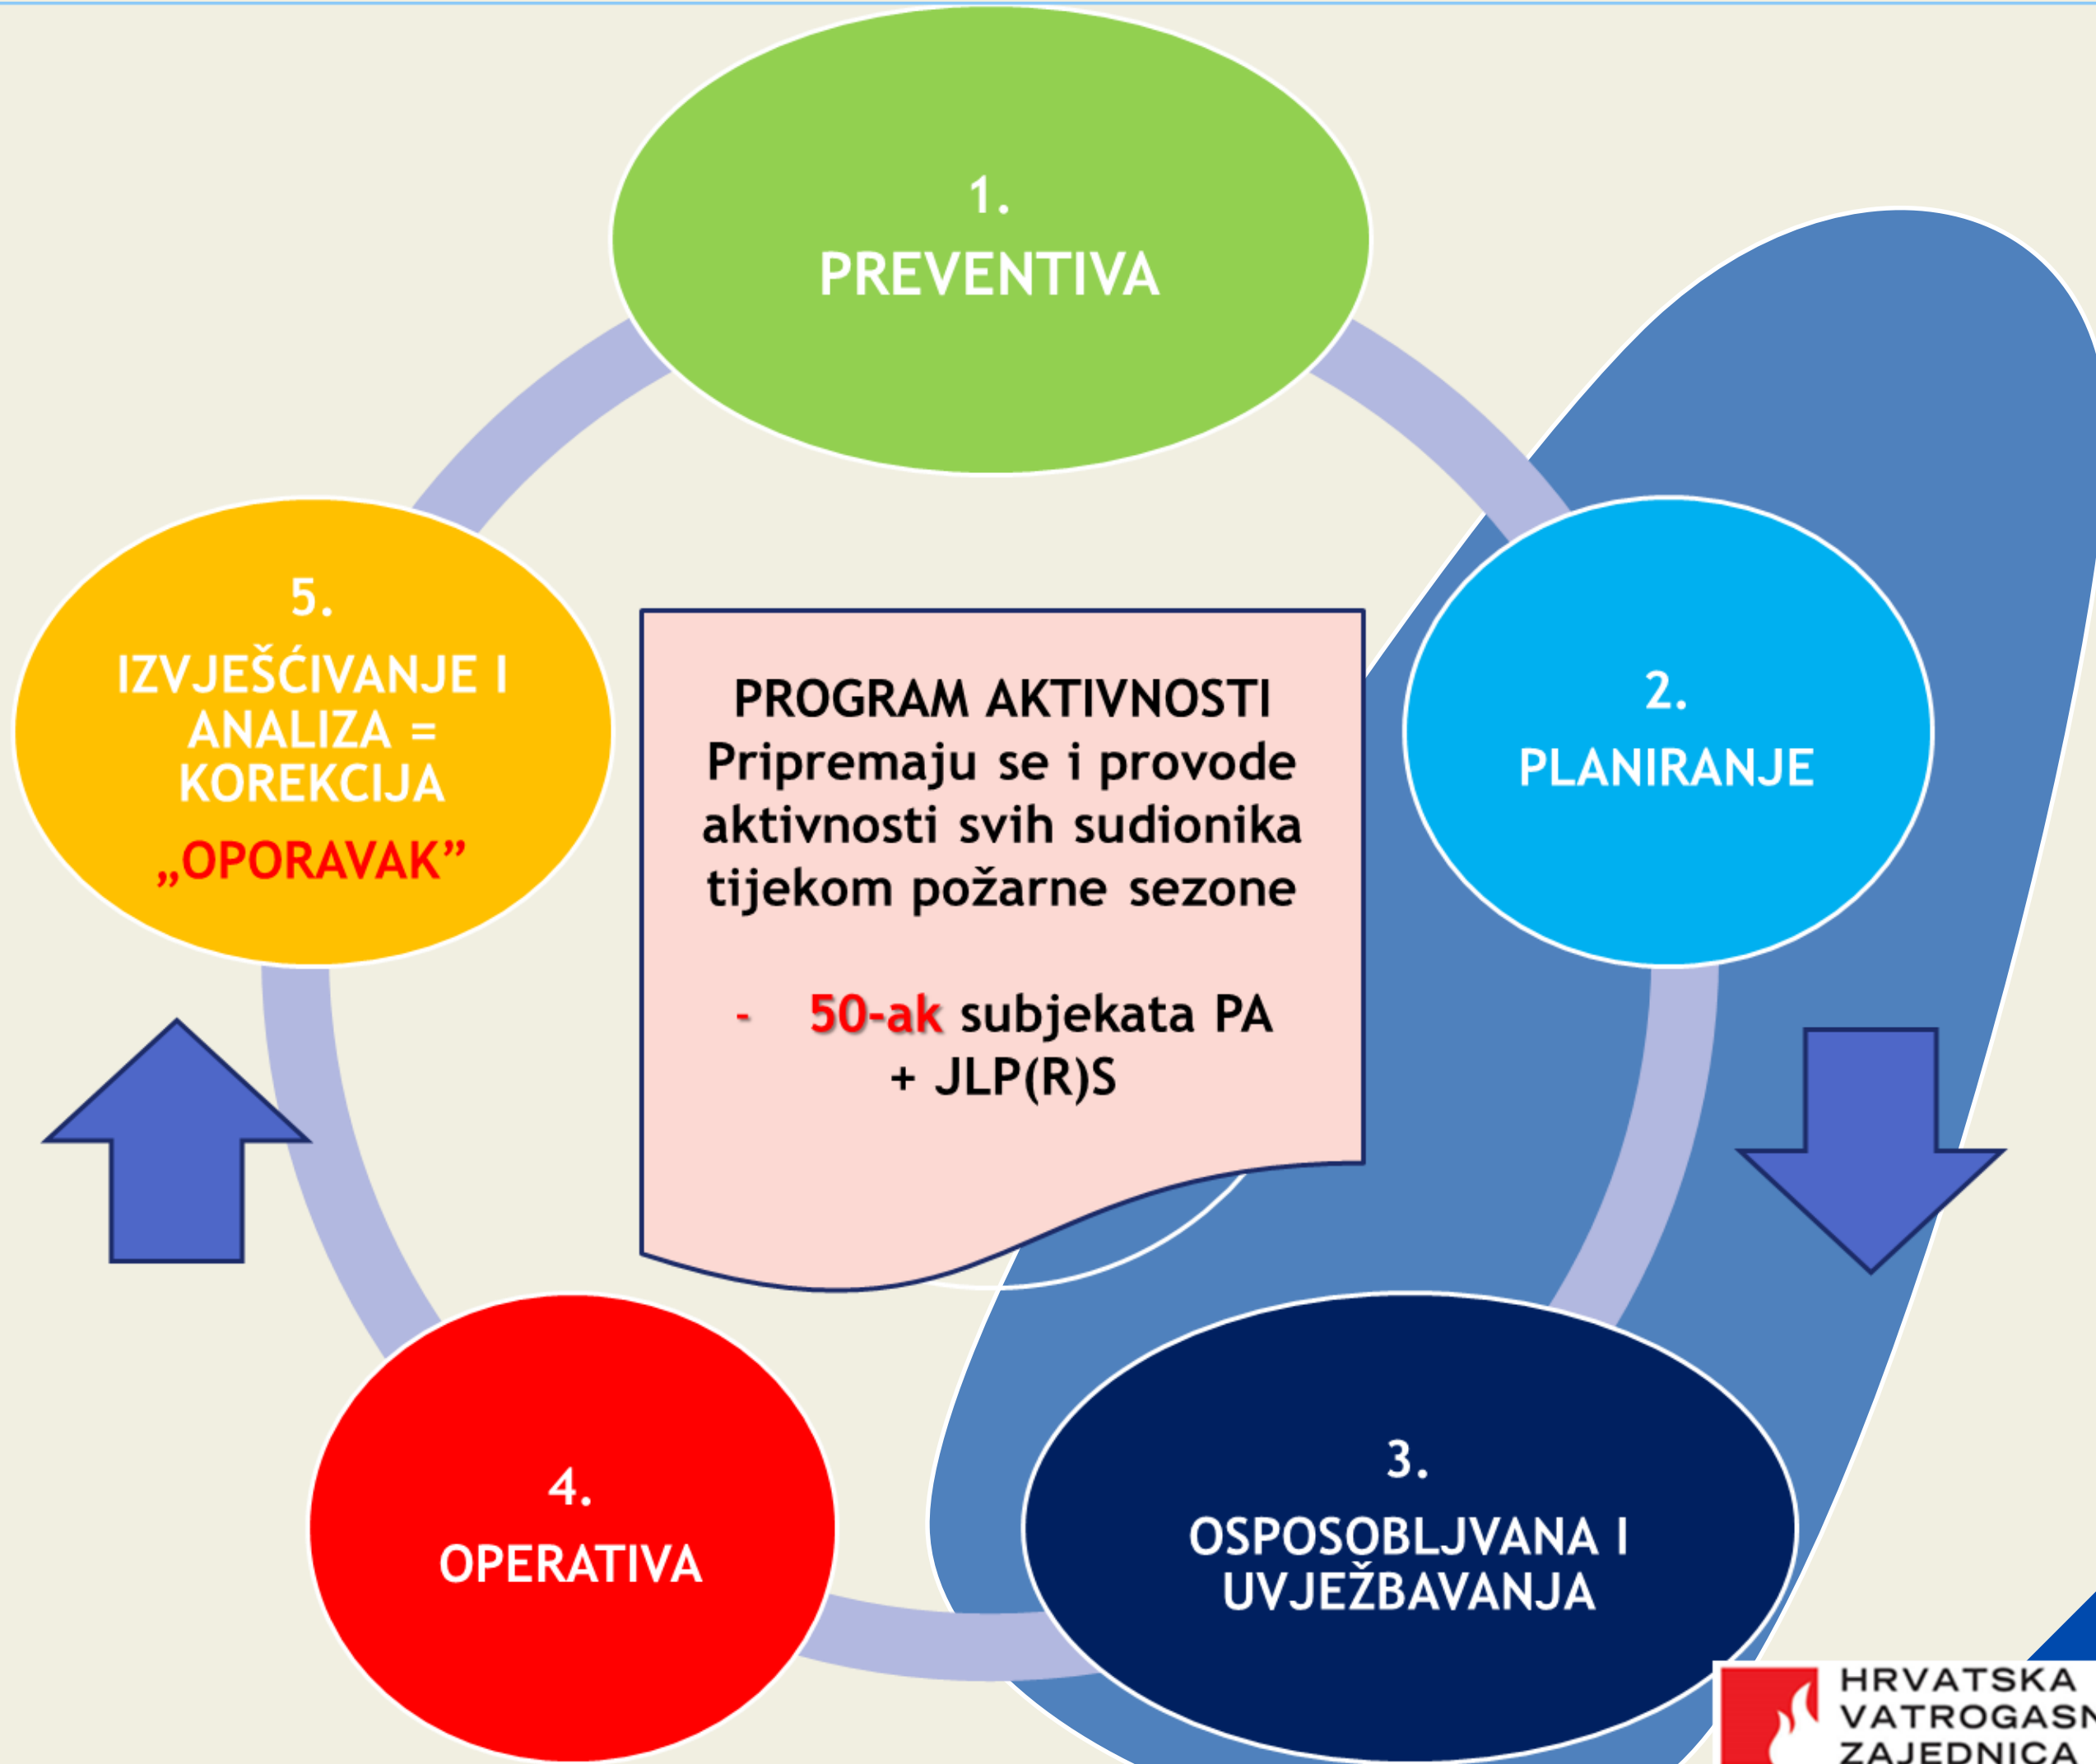 1.
PREVENTIVA
2.
PLANIRANJE
3.
OSPOSOBLJVANA I
UVJEŽBAVANJA
4.
OPERATIVA
5.
IZVJEŠĆIVANJE I
ANALIZA =
KOREKCIJA
„OPORAVAK”
PROGRAM AKTIVNOSTI
Pripremaju se i provode
aktivnosti svih sudionika
tijekom požarne sezone
- 50-ak subjekata PA
+ JLP(R)S
HRVATSKA
VATROGASN
ZAJEDNICA